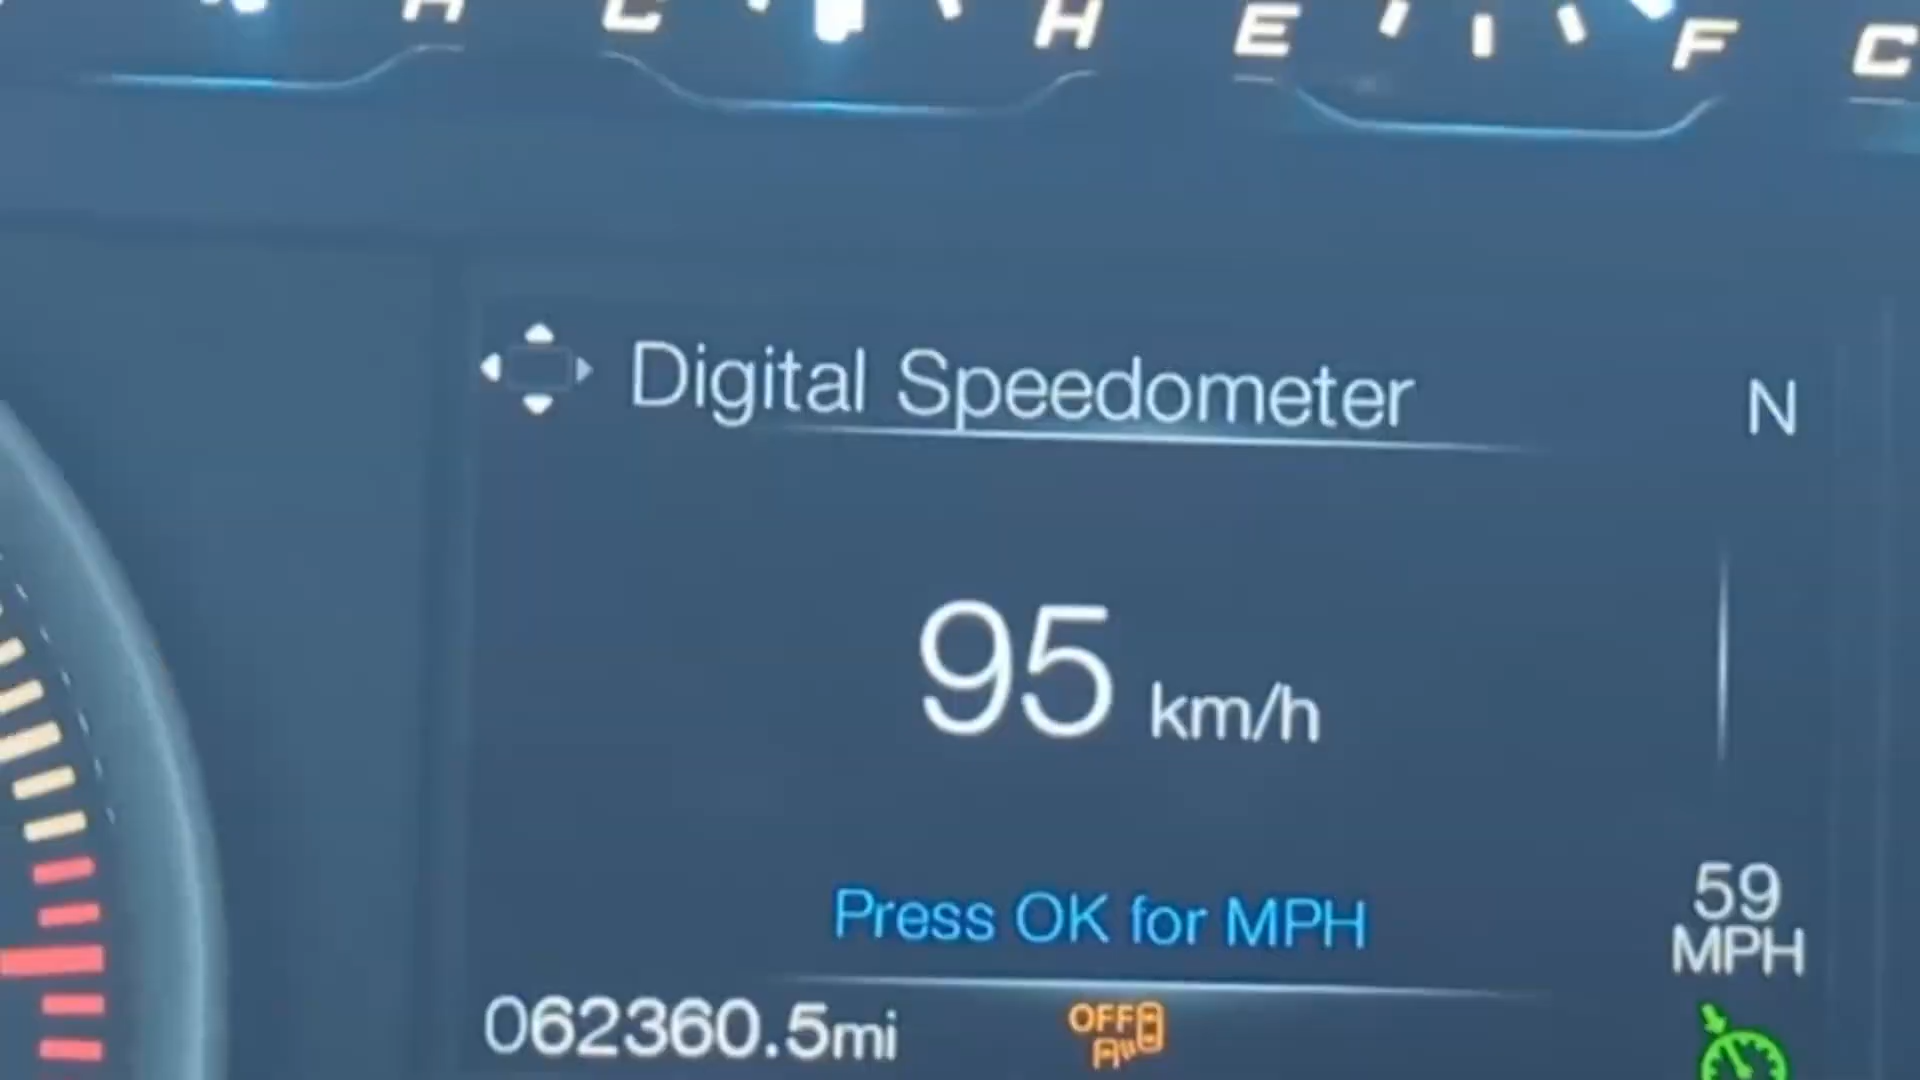 H C H E F C
Digital Speedometer
N
95 km/h
Press OK for MPH
59
MPH
062360.5mi
OFF